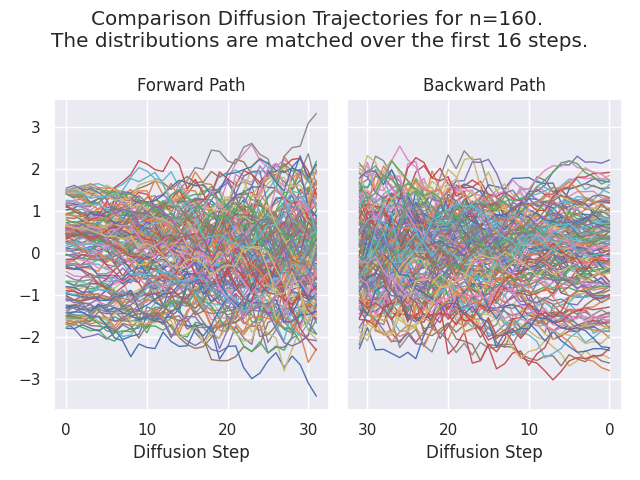 Comparison Diffusion Trajectories for n=160.
The distributions are matched over the first 16 steps.
Forward Path
Backward Path
3
2
1
0
−1
−2
−3
0 10 20 30
30 20 10 0
Diffusion Step
Diffusion Step